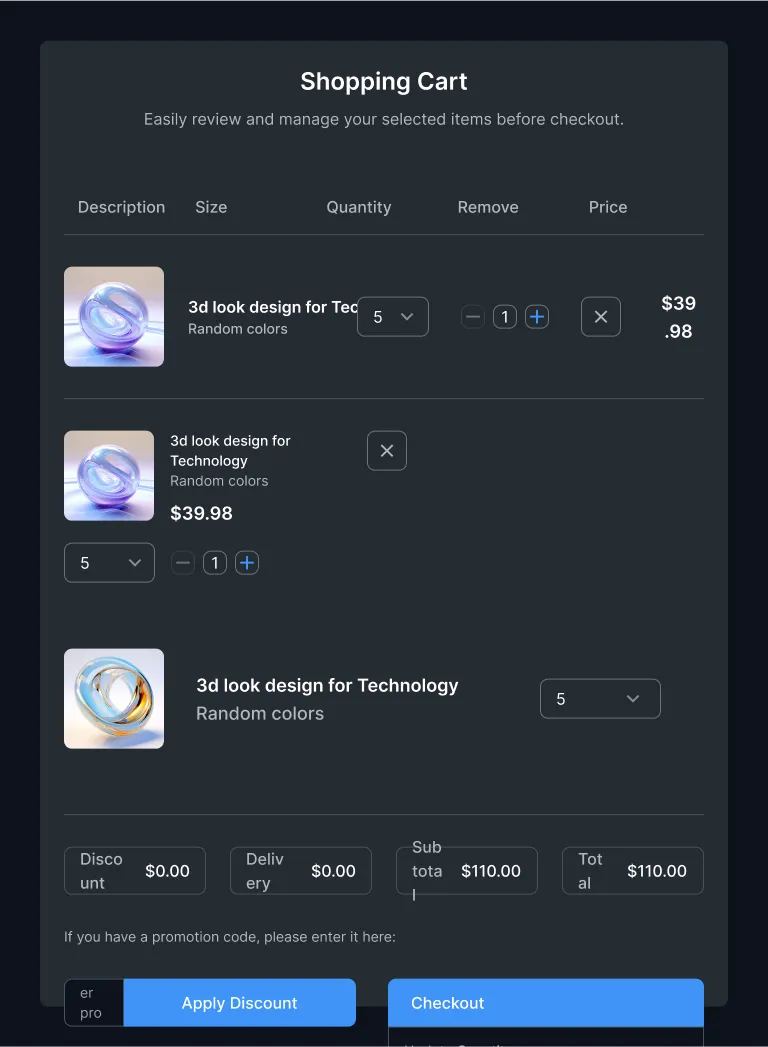 Shopping Cart
Easily review and manage your selected items before checkout.
Description Size Quantity Remove Price
3d look design for Tec
Random colors
5
1
$39
.98
3d look design for
Technology
Random colors
$39.98
5
1
3d look design for Technology
Random colors
5
Disco
unt
$0.00
Deliv
ery
$0.00
Sub
tota
l
$110.00
Tot
al
$110.00
If you have a promotion code, please enter it here:
er
pro
Apply Discount
Checkout